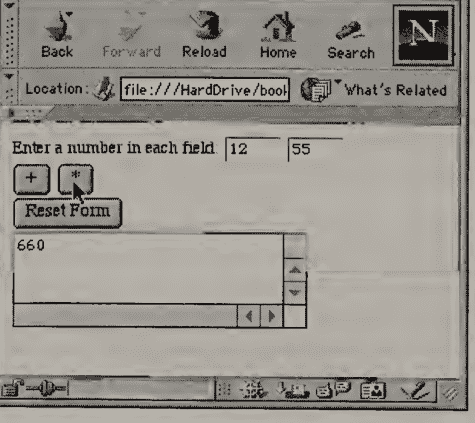 Back Forward Reload Home Search N
Location: file:///HardDrive/book What's Related
Enter a number in each field: 12 55
+ *
Reset Form
660